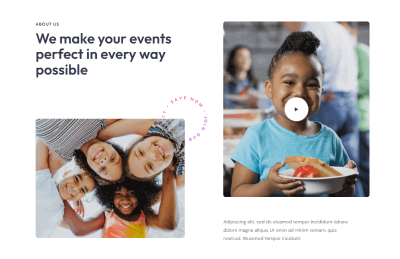 ABOUT US
We make your events
perfect in every way
possible
SAVE NOW • JOIN OUR
Adipiscing elit, sed do eiusmod tempor incididunt labore
dolore magna aliqua. Ut enim ad minim veniam, quis
nostrud. Eiusmod tempor incidunt.